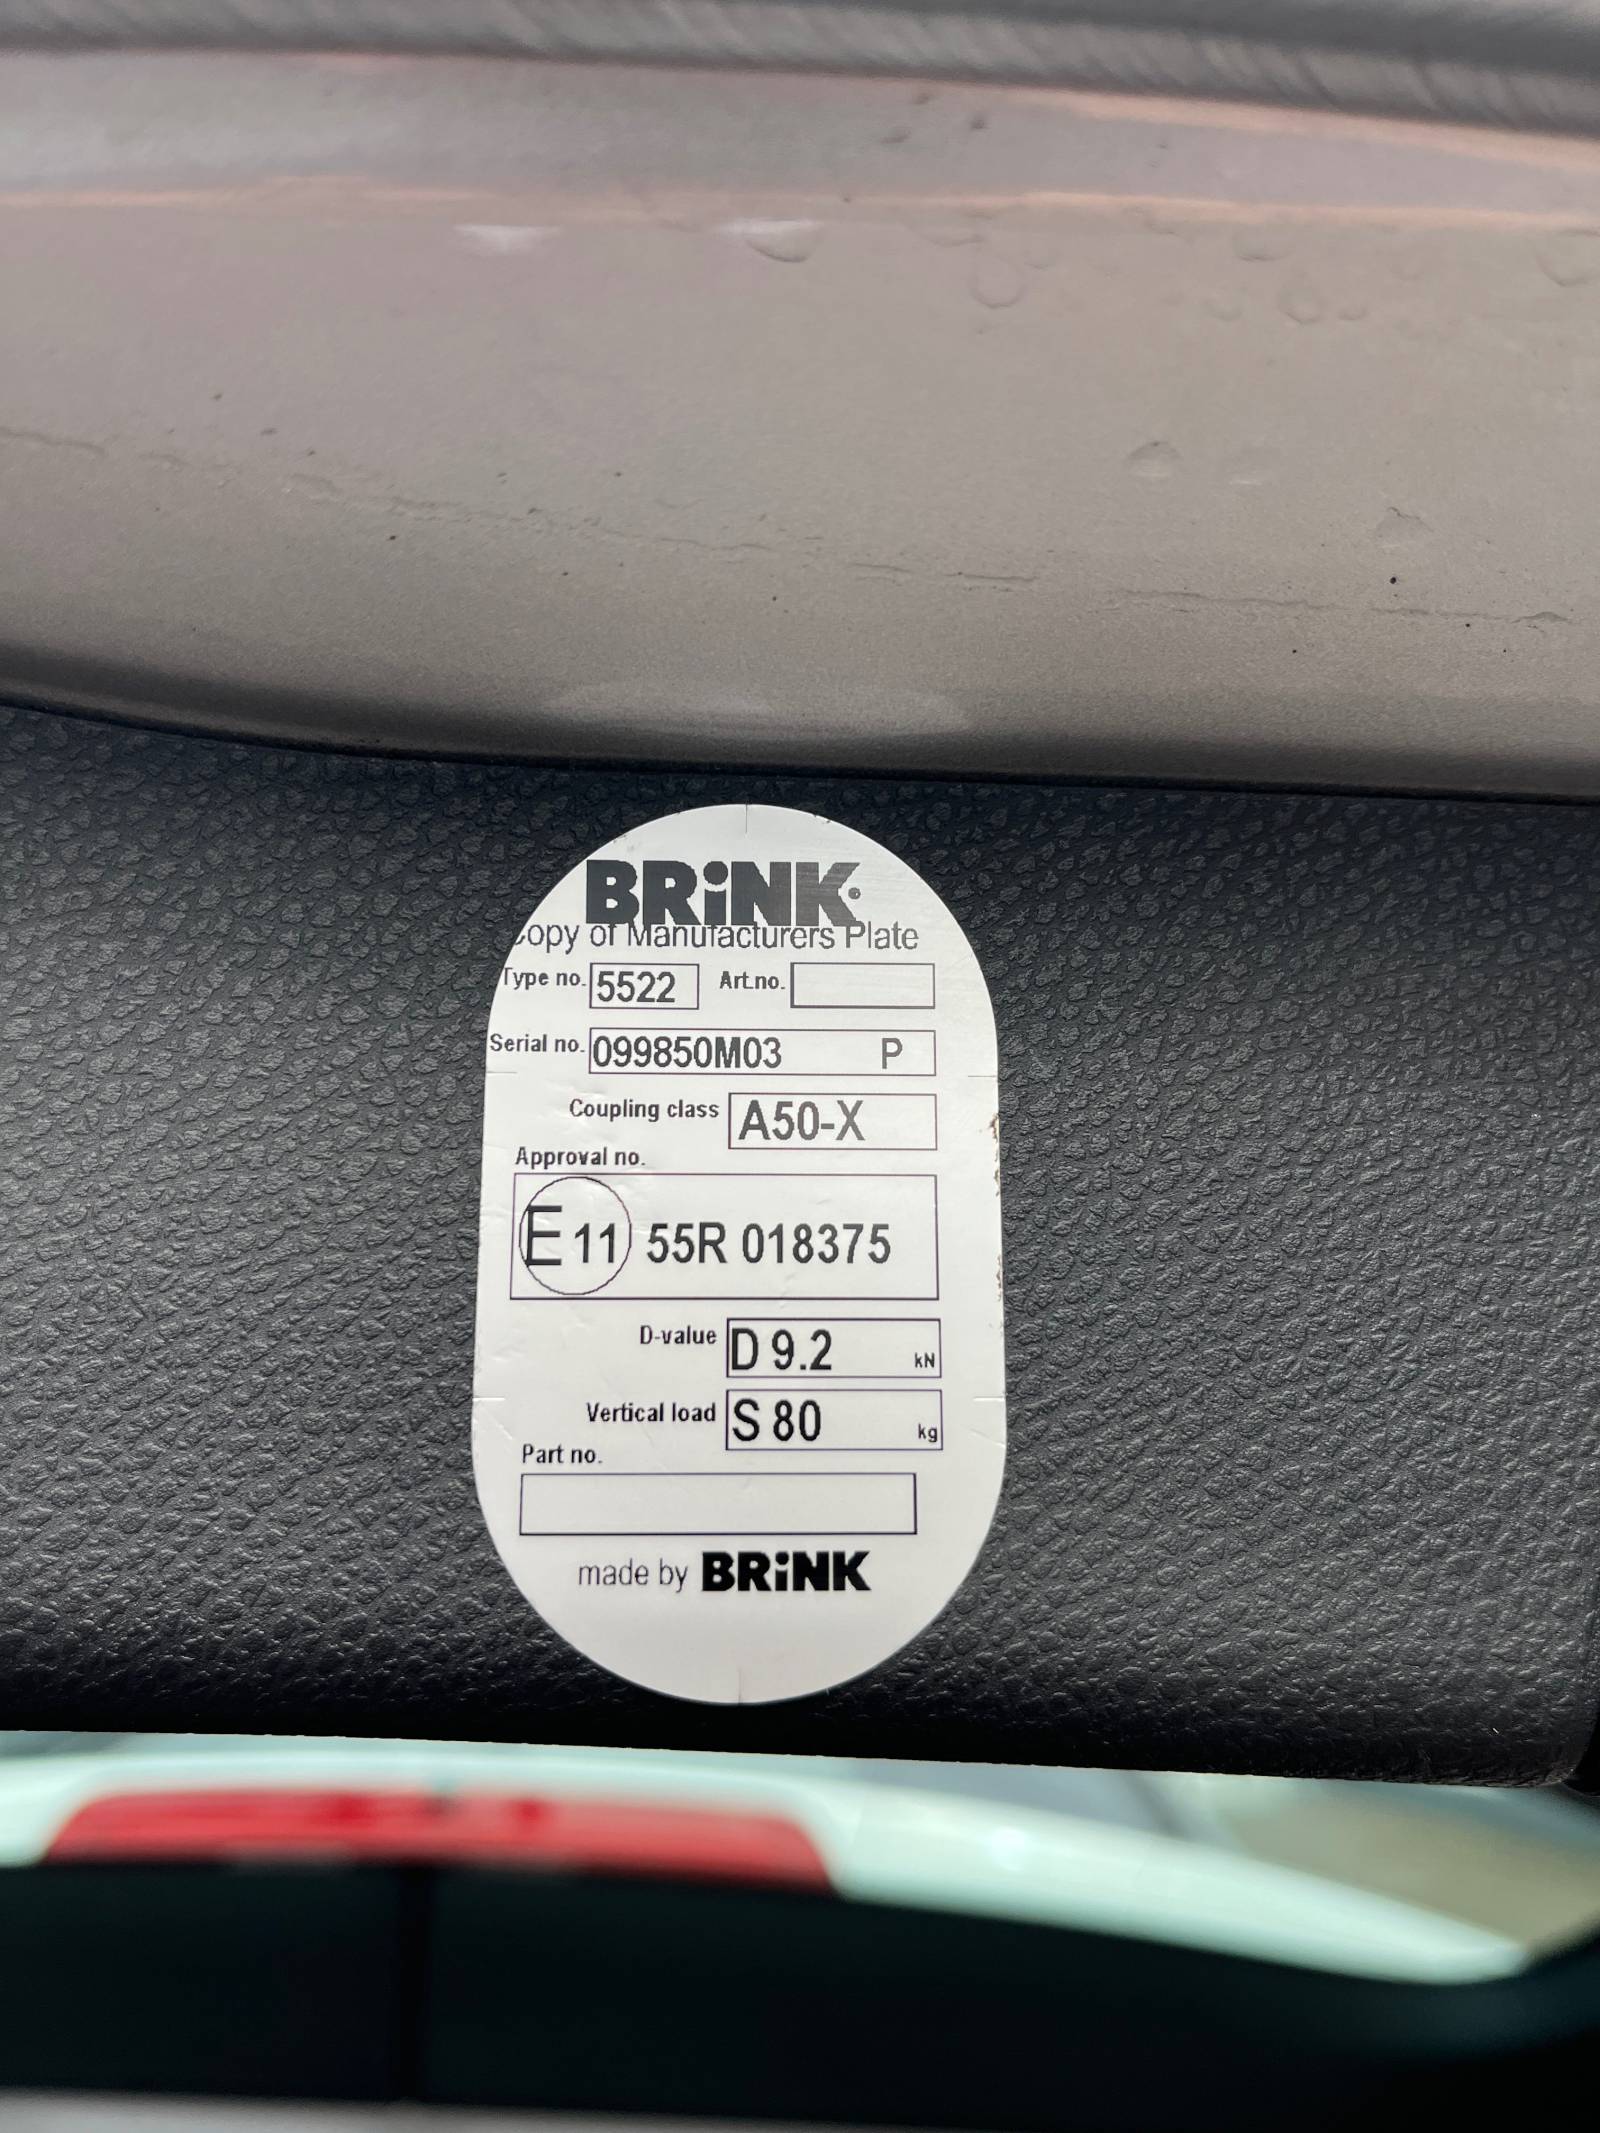 BRiNK
Copy of Manufacturers Plate
Type no. 5522 Art.no.
Serial no. 099850M03 P
Coupling class A50-X
Approval no.
E 11 55R 018375
D-value D 9.2 kN
Vertical load S 80 kg
Part no.
made by BRiNK